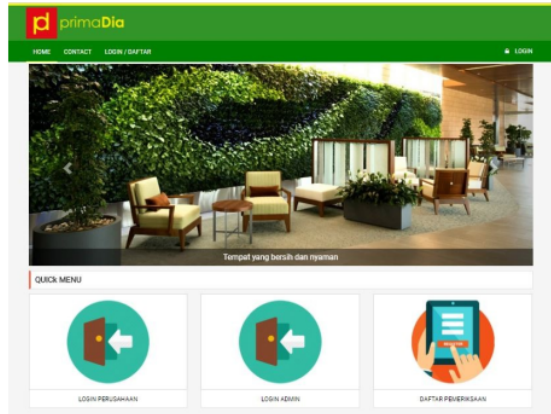 pd primaDia
HOME CONTACT LOGIN / DAFTAR LOGIN
Tempat yang bersih dan nyaman
QUICk MENU
LOGIN PERUSAHAAN LOGIN ADMIN DAFTAR PEMERIKSAAN